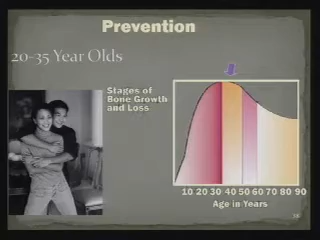 Prevention
20-35 Year Olds
Stages of
Bone Growth
and Loss
10 20 30 40 50 60 70 80 90
Age in Years